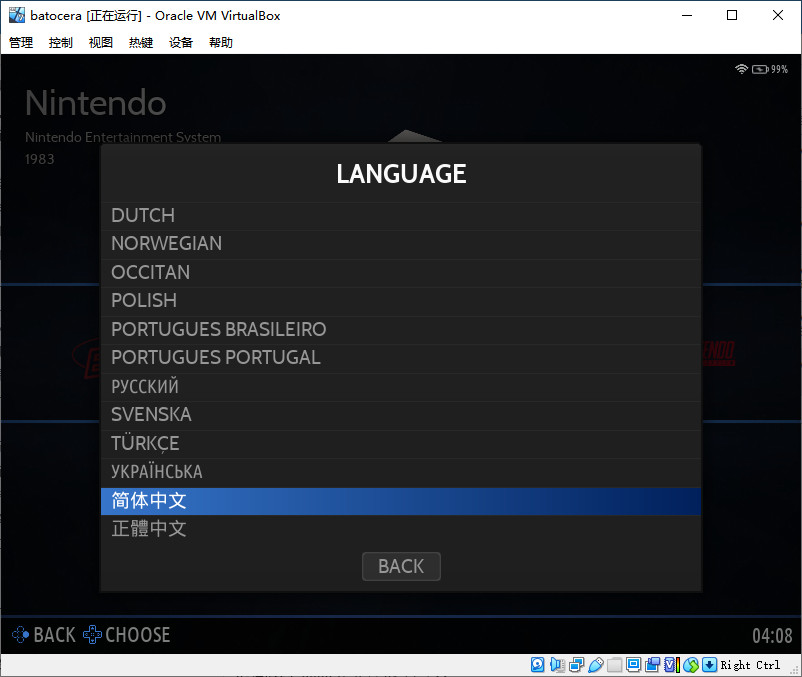 batocera [正在运行] - Oracle VM VirtualBox
管理 控制 视图 热键 设备 帮助
99%
Nintendo
Nintendo Entertainment System
1983
LANGUAGE
DUTCH
NORWEGIAN
OCCITAN
POLISH
PORTUGUES BRASILEIRO
PORTUGUES PORTUGAL
РУССКИЙ
SVENSKA
TÜRKÇE
УКРАЇНСЬКА
简体中文
正體中文
BACK
BACK CHOOSE
04:08
Right Ctrl